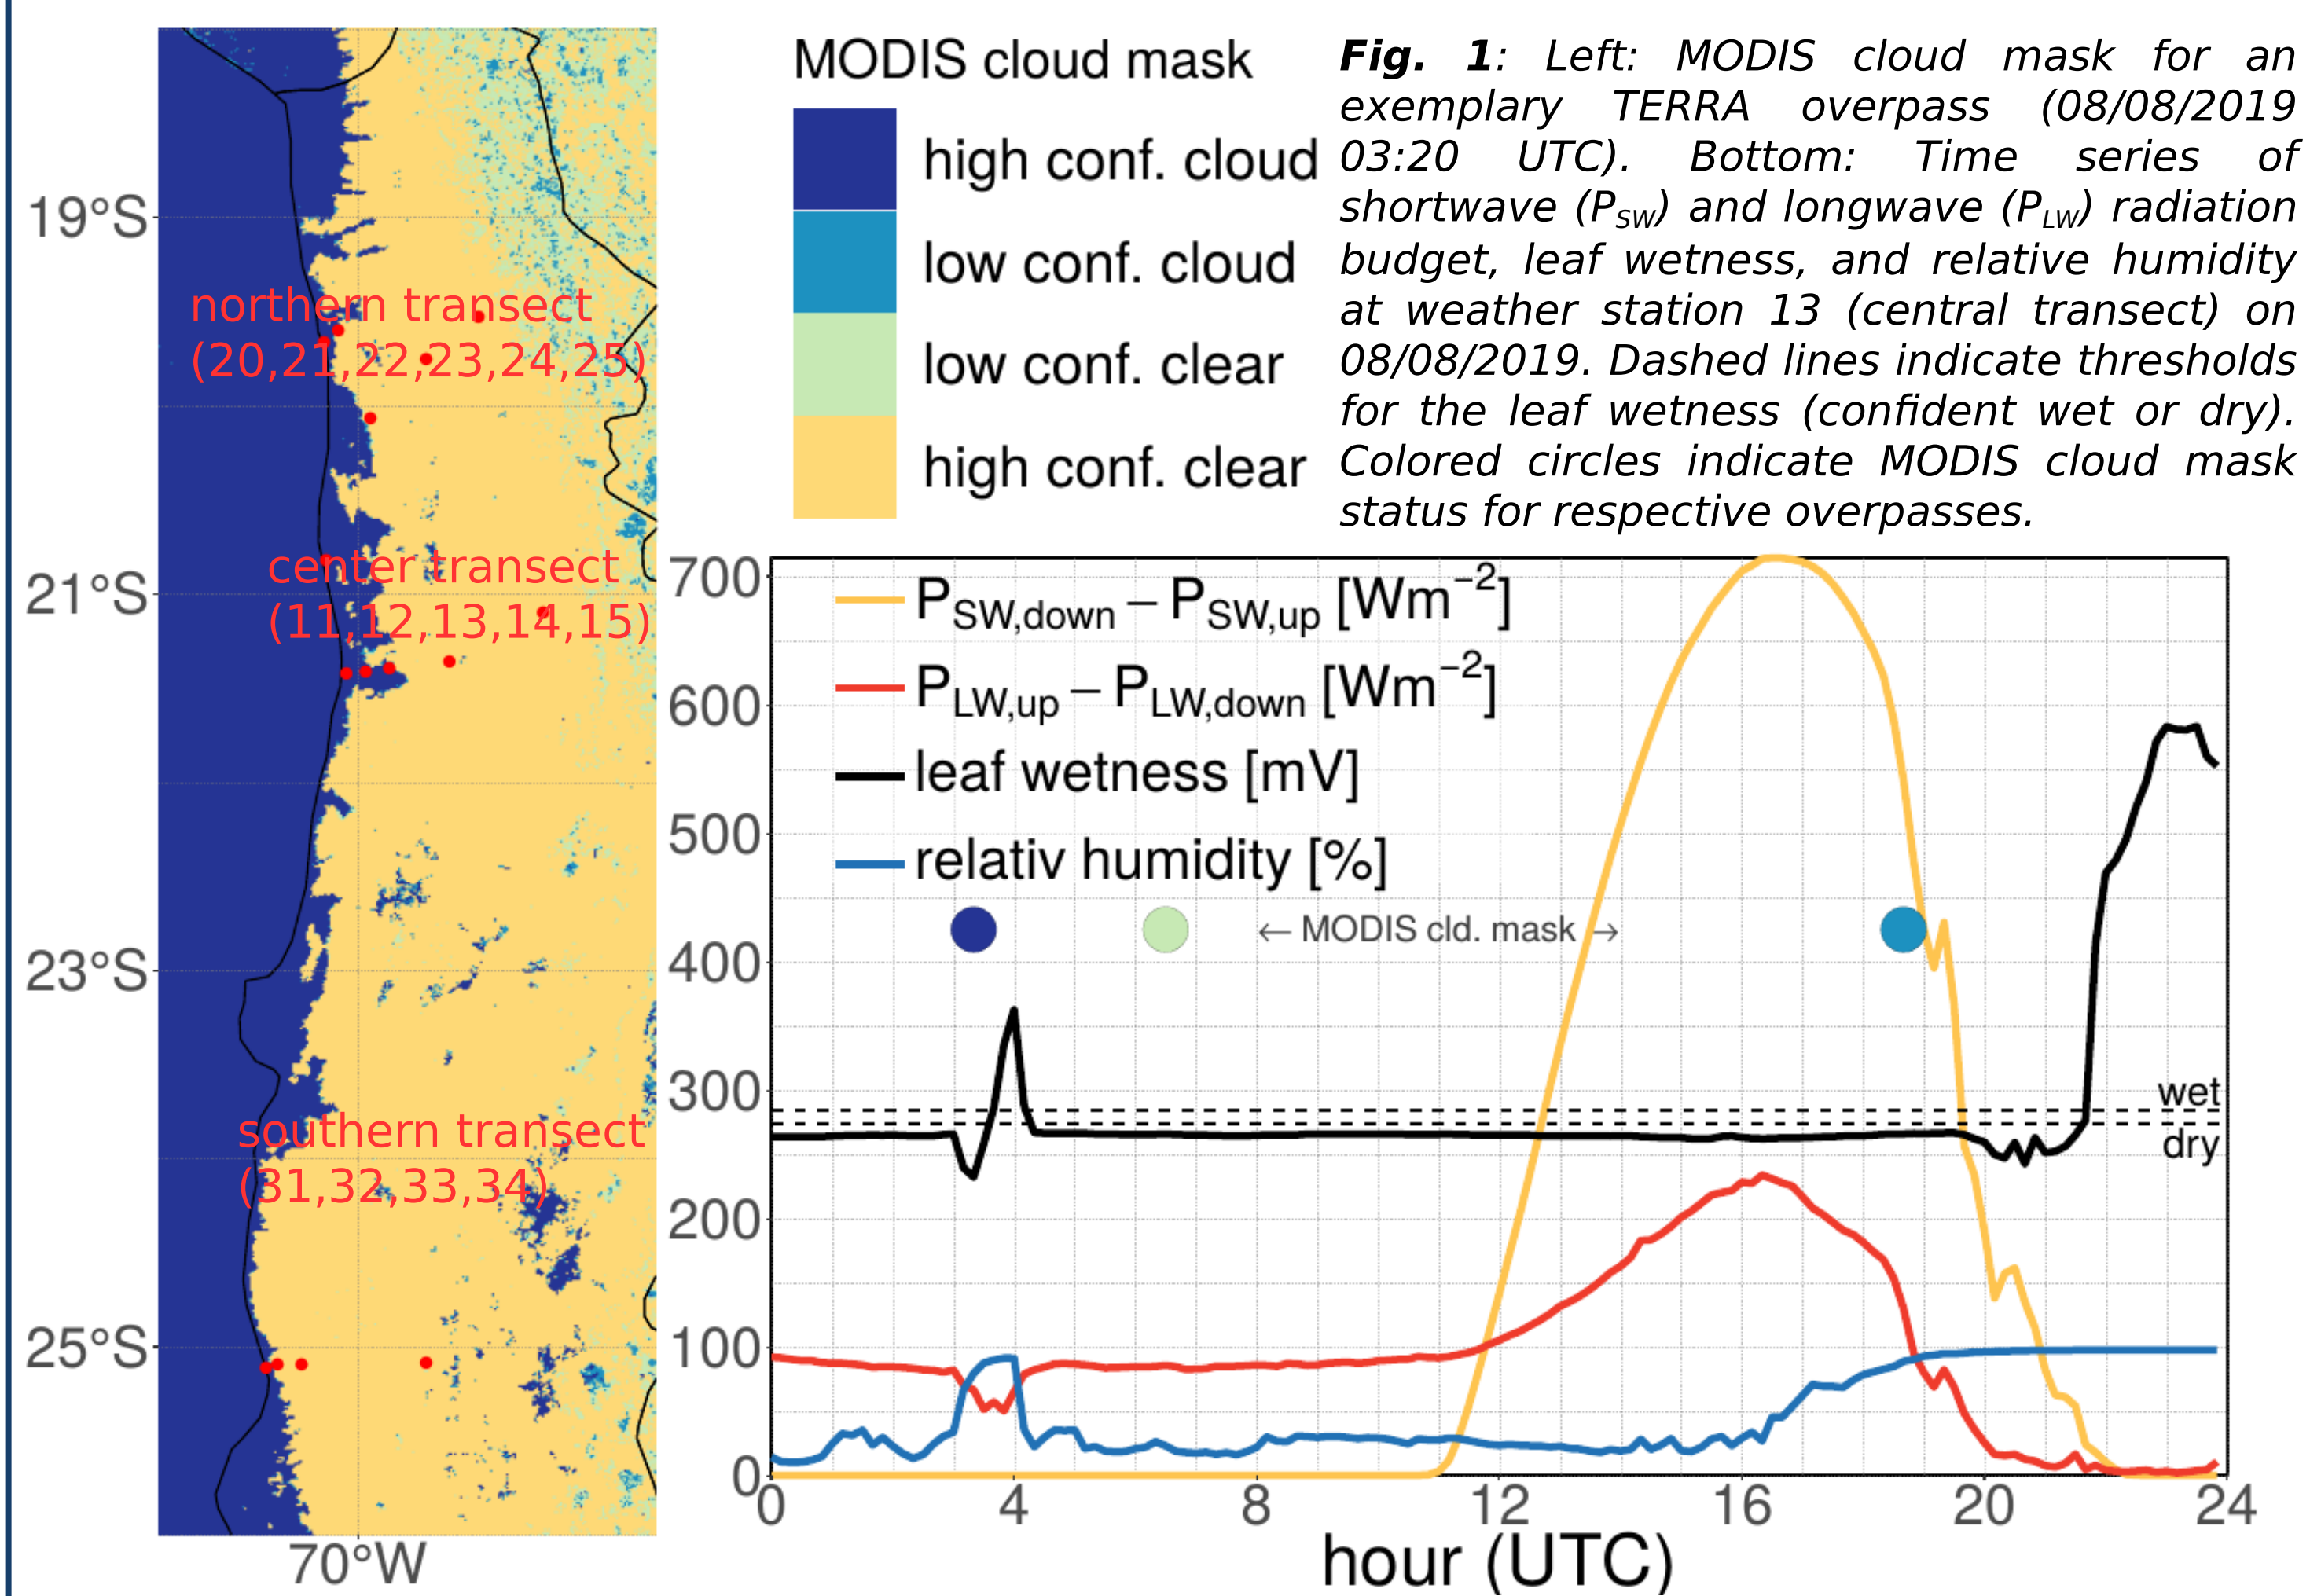 19°S
21°S
23°S
25°S
70°W
northern transect
(20,21,22,23,24,25)
center transect
(11,12,13,14,15)
southern transect
(31,32,33,34)
MODIS cloud mask
high conf. cloud
low conf. cloud
low conf. clear
high conf. clear
Fig. 1: Left: MODIS cloud mask for an
exemplary TERRA overpass (08/08/2019
03:20 UTC). Bottom: Time series of
shortwave (P_SW) and longwave (P_LW) radiation
budget, leaf wetness, and relative humidity
at weather station 13 (central transect) on
08/08/2019. Dashed lines indicate thresholds
for the leaf wetness (confident wet or dry).
Colored circles indicate MODIS cloud mask
status for respective overpasses.
700
600
500
400
300
200
100
0
P_SW,down – P_SW,up [Wm⁻²]
P_LW,up – P_LW,down [Wm⁻²]
leaf wetness [mV]
relativ humidity [%]
← MODIS cld. mask →
wet
dry
0 4 8 12 16 20 24
hour (UTC)